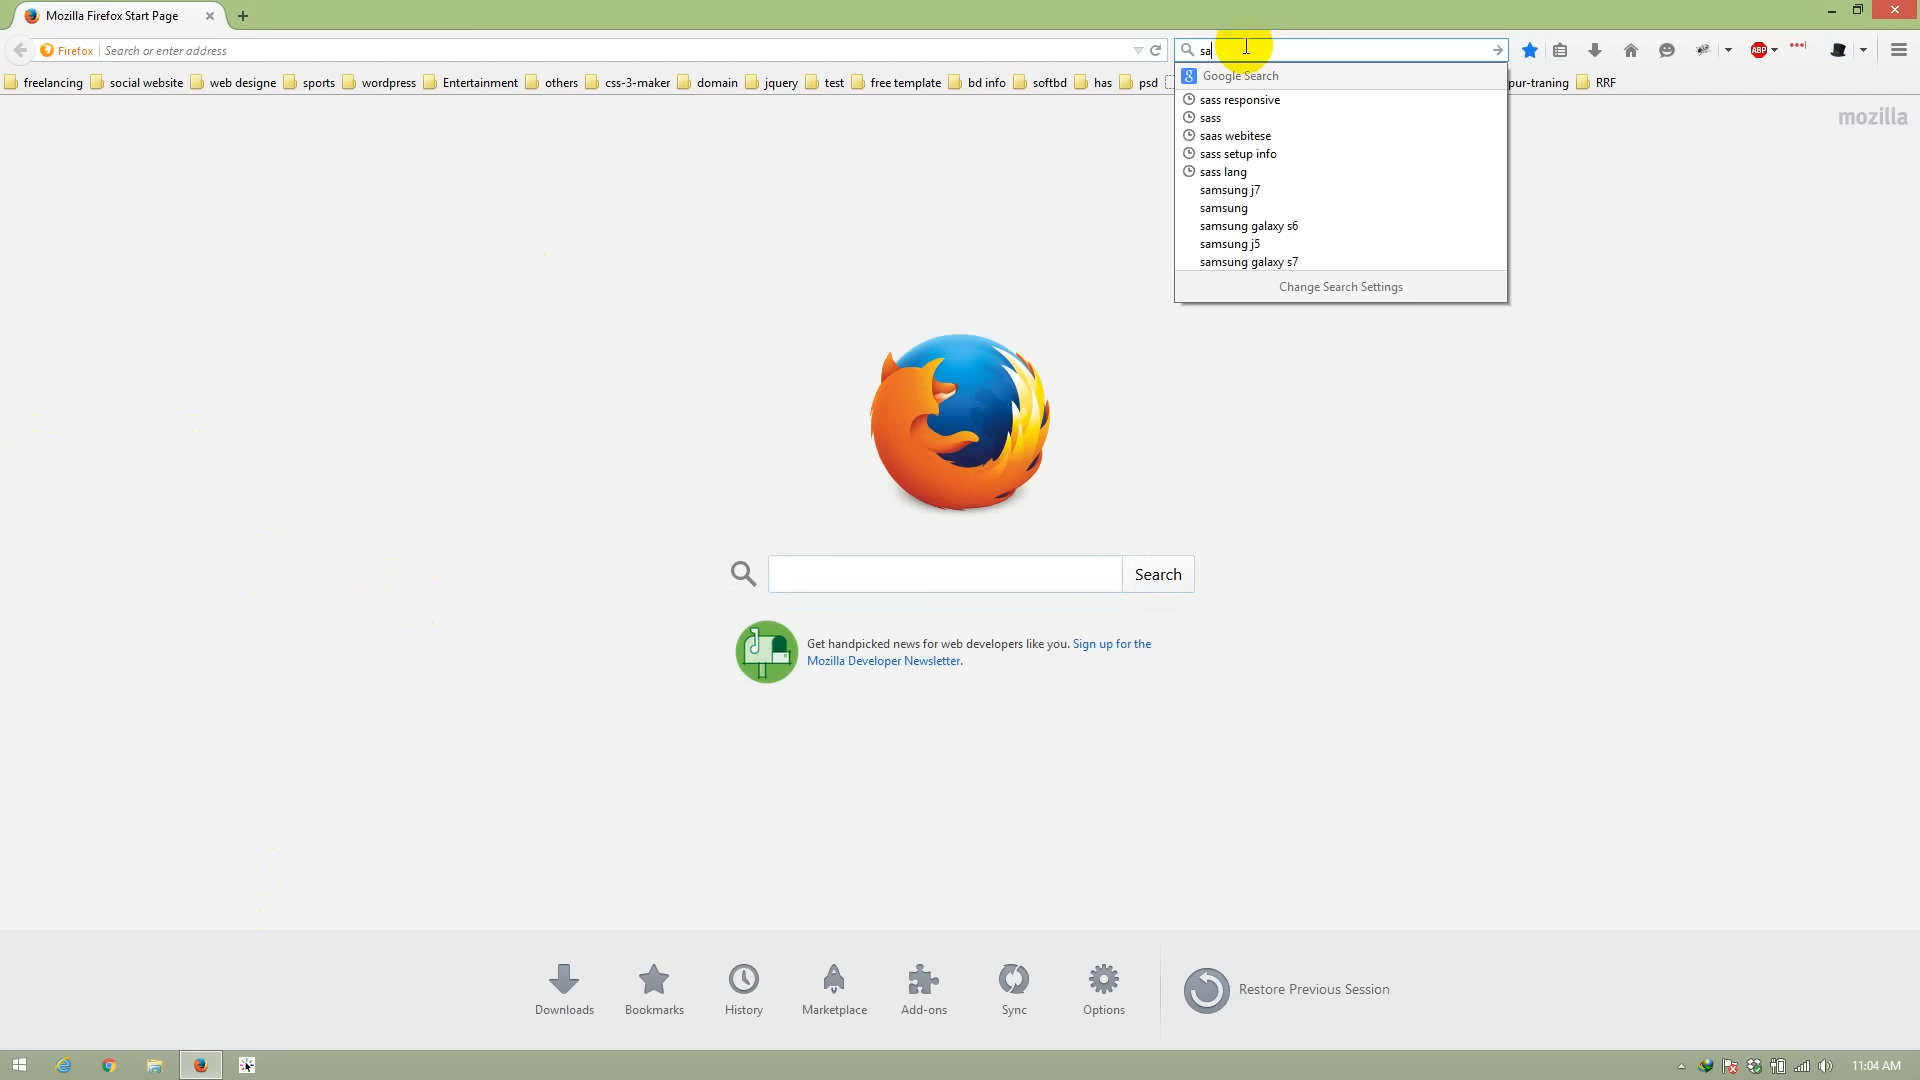 Mozilla Firefox Start Page
Firefox Search or enter address
sa
freelancing social website web designe sports wordpress Entertainment others css-3-maker domain jquery test free template bd info softbd has psd pur-traning RRF
Google Search
mozilla
sass responsive
sass
saas webitese
sass setup info
sass lang
samsung j7
samsung
samsung galaxy s6
samsung j5
samsung galaxy s7
Change Search Settings
Search
Get handpicked news for web developers like you. Sign up for the
Mozilla Developer Newsletter.
Downloads Bookmarks History Marketplace Add-ons Sync Options
Restore Previous Session
ABP
11:04 AM